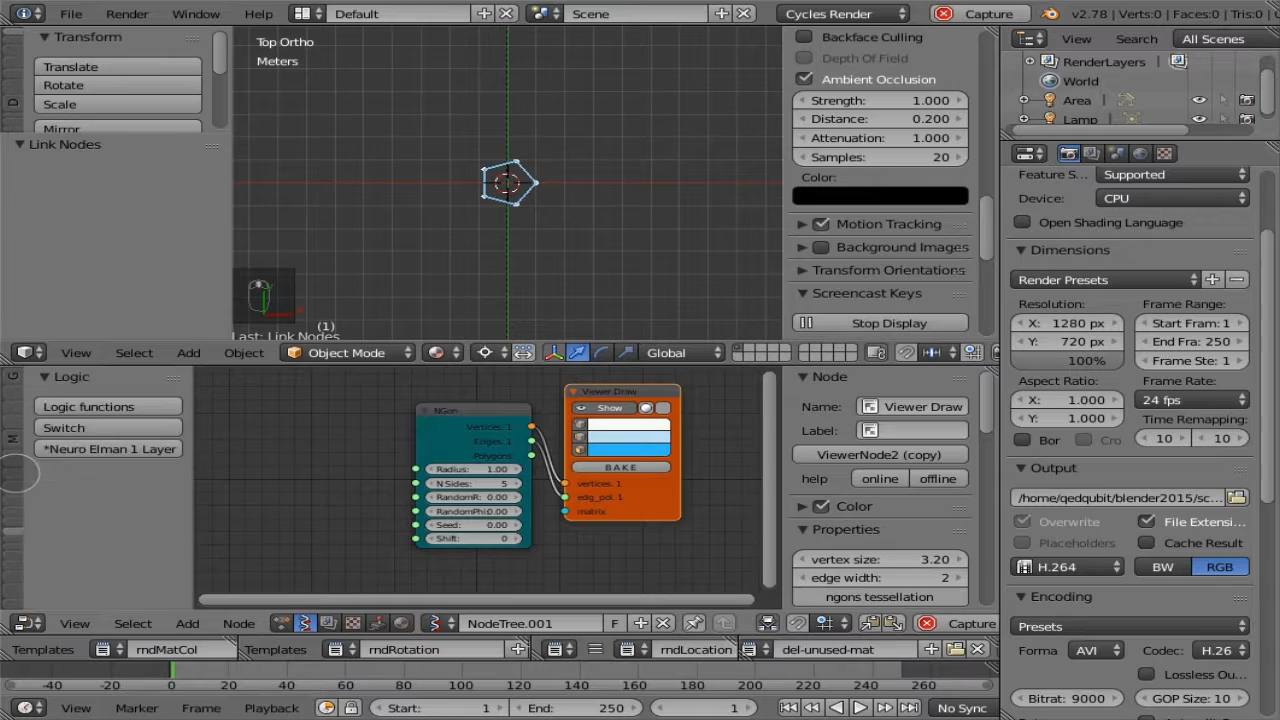 File Render Window Help Default Scene Cycles Render Capture v2.78 | Verts:0 | Faces:0 | Tris:0 |
Transform
Translate
Rotate
Scale
Mirror
D
Link Nodes
Top Ortho
Meters
(1)
Last: Link Nodes
Backface Culling
Depth Of Field
Ambient Occlusion
Strength: 1.000
Distance: 0.200
Attenuation: 1.000
Samples: 20
Color:
Motion Tracking
Background Images
Transform Orientations
Screencast Keys
Stop Display
View Search All Scenes
RenderLayers
World
Area
Lamp
View Select Add Object Object Mode Global
G
M
Logic
Logic functions
Switch
*Neuro Elman 1 Layer
NGon
Vertices. 1
Edges. 1
Polygons
Radius: 1.00
N Sides: 5
RandomR: 0.00
RandomPhi: 0.00
Seed: 0.00
Shift: 0
Viewer Draw
Show
BAKE
vertices. 1
edg_pol. 1
matrix
Node
Name: Viewer Draw
Label:
ViewerNode2 (copy)
help online offline
Color
Properties
vertex size: 3.20
edge width: 2
ngons tessellation
Feature S... Supported
Device: CPU
Open Shading Language
Dimensions
Render Presets
Resolution: Frame Range:
X: 1280 px Start Fram: 1
Y: 720 px End Fra: 250
100% Frame Ste: 1
Aspect Ratio: Frame Rate:
X: 1.000 24 fps
Y: 1.000 Time Remapping:
Bor Cro 10 10
Output
/home/qedqubit/blender2015/sc...
Overwrite File Extensi...
Placeholders Cache Result
H.264 BW RGB
Encoding
Presets
Forma AVI Codec: H.26
Lossless Ou...
Bitrat: 9000 GOP Size: 10
View Select Add Node NodeTree.001 F Capture
Templates rndMatCol Templates rndRotation rndLocation del-unused-mat
-40 -20 0 20 40 60 80 100 120 140 160 180 200 220 240 260
View Marker Frame Playback Start: 1 End: 250 1 No Sync